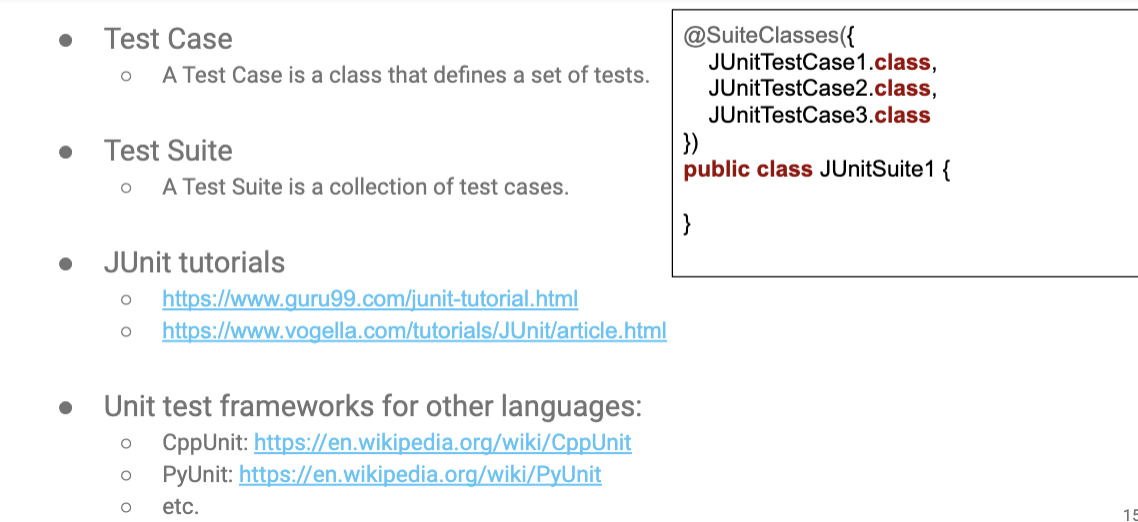 ● Test Case
○ A Test Case is a class that defines a set of tests.
● Test Suite
○ A Test Suite is a collection of test cases.
● JUnit tutorials
○ https://www.guru99.com/junit-tutorial.html
○ https://www.vogella.com/tutorials/JUnit/article.html
● Unit test frameworks for other languages:
○ CppUnit: https://en.wikipedia.org/wiki/CppUnit
○ PyUnit: https://en.wikipedia.org/wiki/PyUnit
○ etc.
@SuiteClasses({
JUnitTestCase1.class,
JUnitTestCase2.class,
JUnitTestCase3.class
})
public class JUnitSuite1 {
}
15